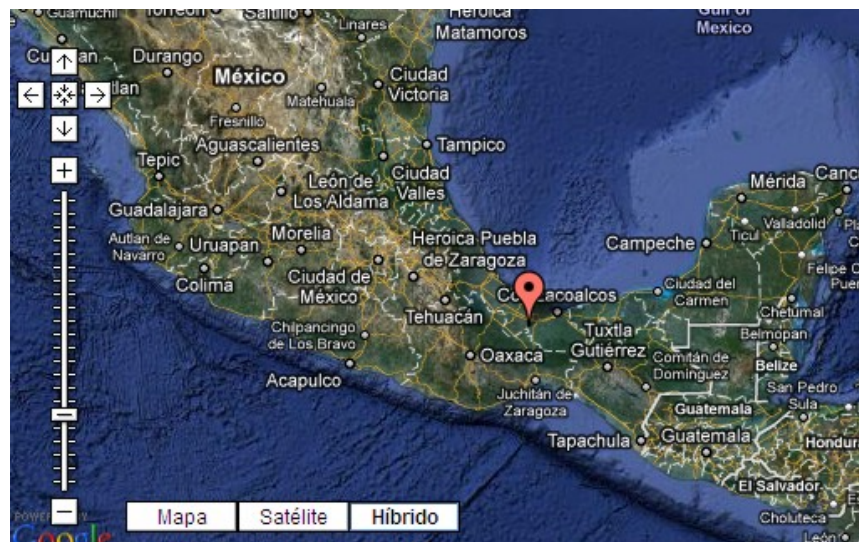 Guamuchil
Torreón
Saltillo
Linares
Heroica
Matamoros
Gulf of
Mexico
Durango
México
Ciudad
Victoria
Matehuala
Fresnillo
Aguascalientes
Tampico
Tepic
León de
Los Aldama
Ciudad
Valles
Mérida
Guadalajara
Valladolid
Ticul
Autlan de
Navarro
Uruapan
Morelia
Heroica Puebla
de Zaragoza
Campeche
Colima
Ciudad de
México
Ciudad del
Carmen
Chetumal
Tehuacán
Chilpancingo
de Los Bravo
Tuxtla
Gutiérrez
Belmopan
Oaxaca
Comitán de
Domínguez
Belize
Acapulco
Juchitán de
Zaragoza
San Pedro
Sula
Guatemala
Tapachula
Guatemala
El Salvador
Choluteca
León
Mapa
Satélite
Híbrido
POWERED BY
Google